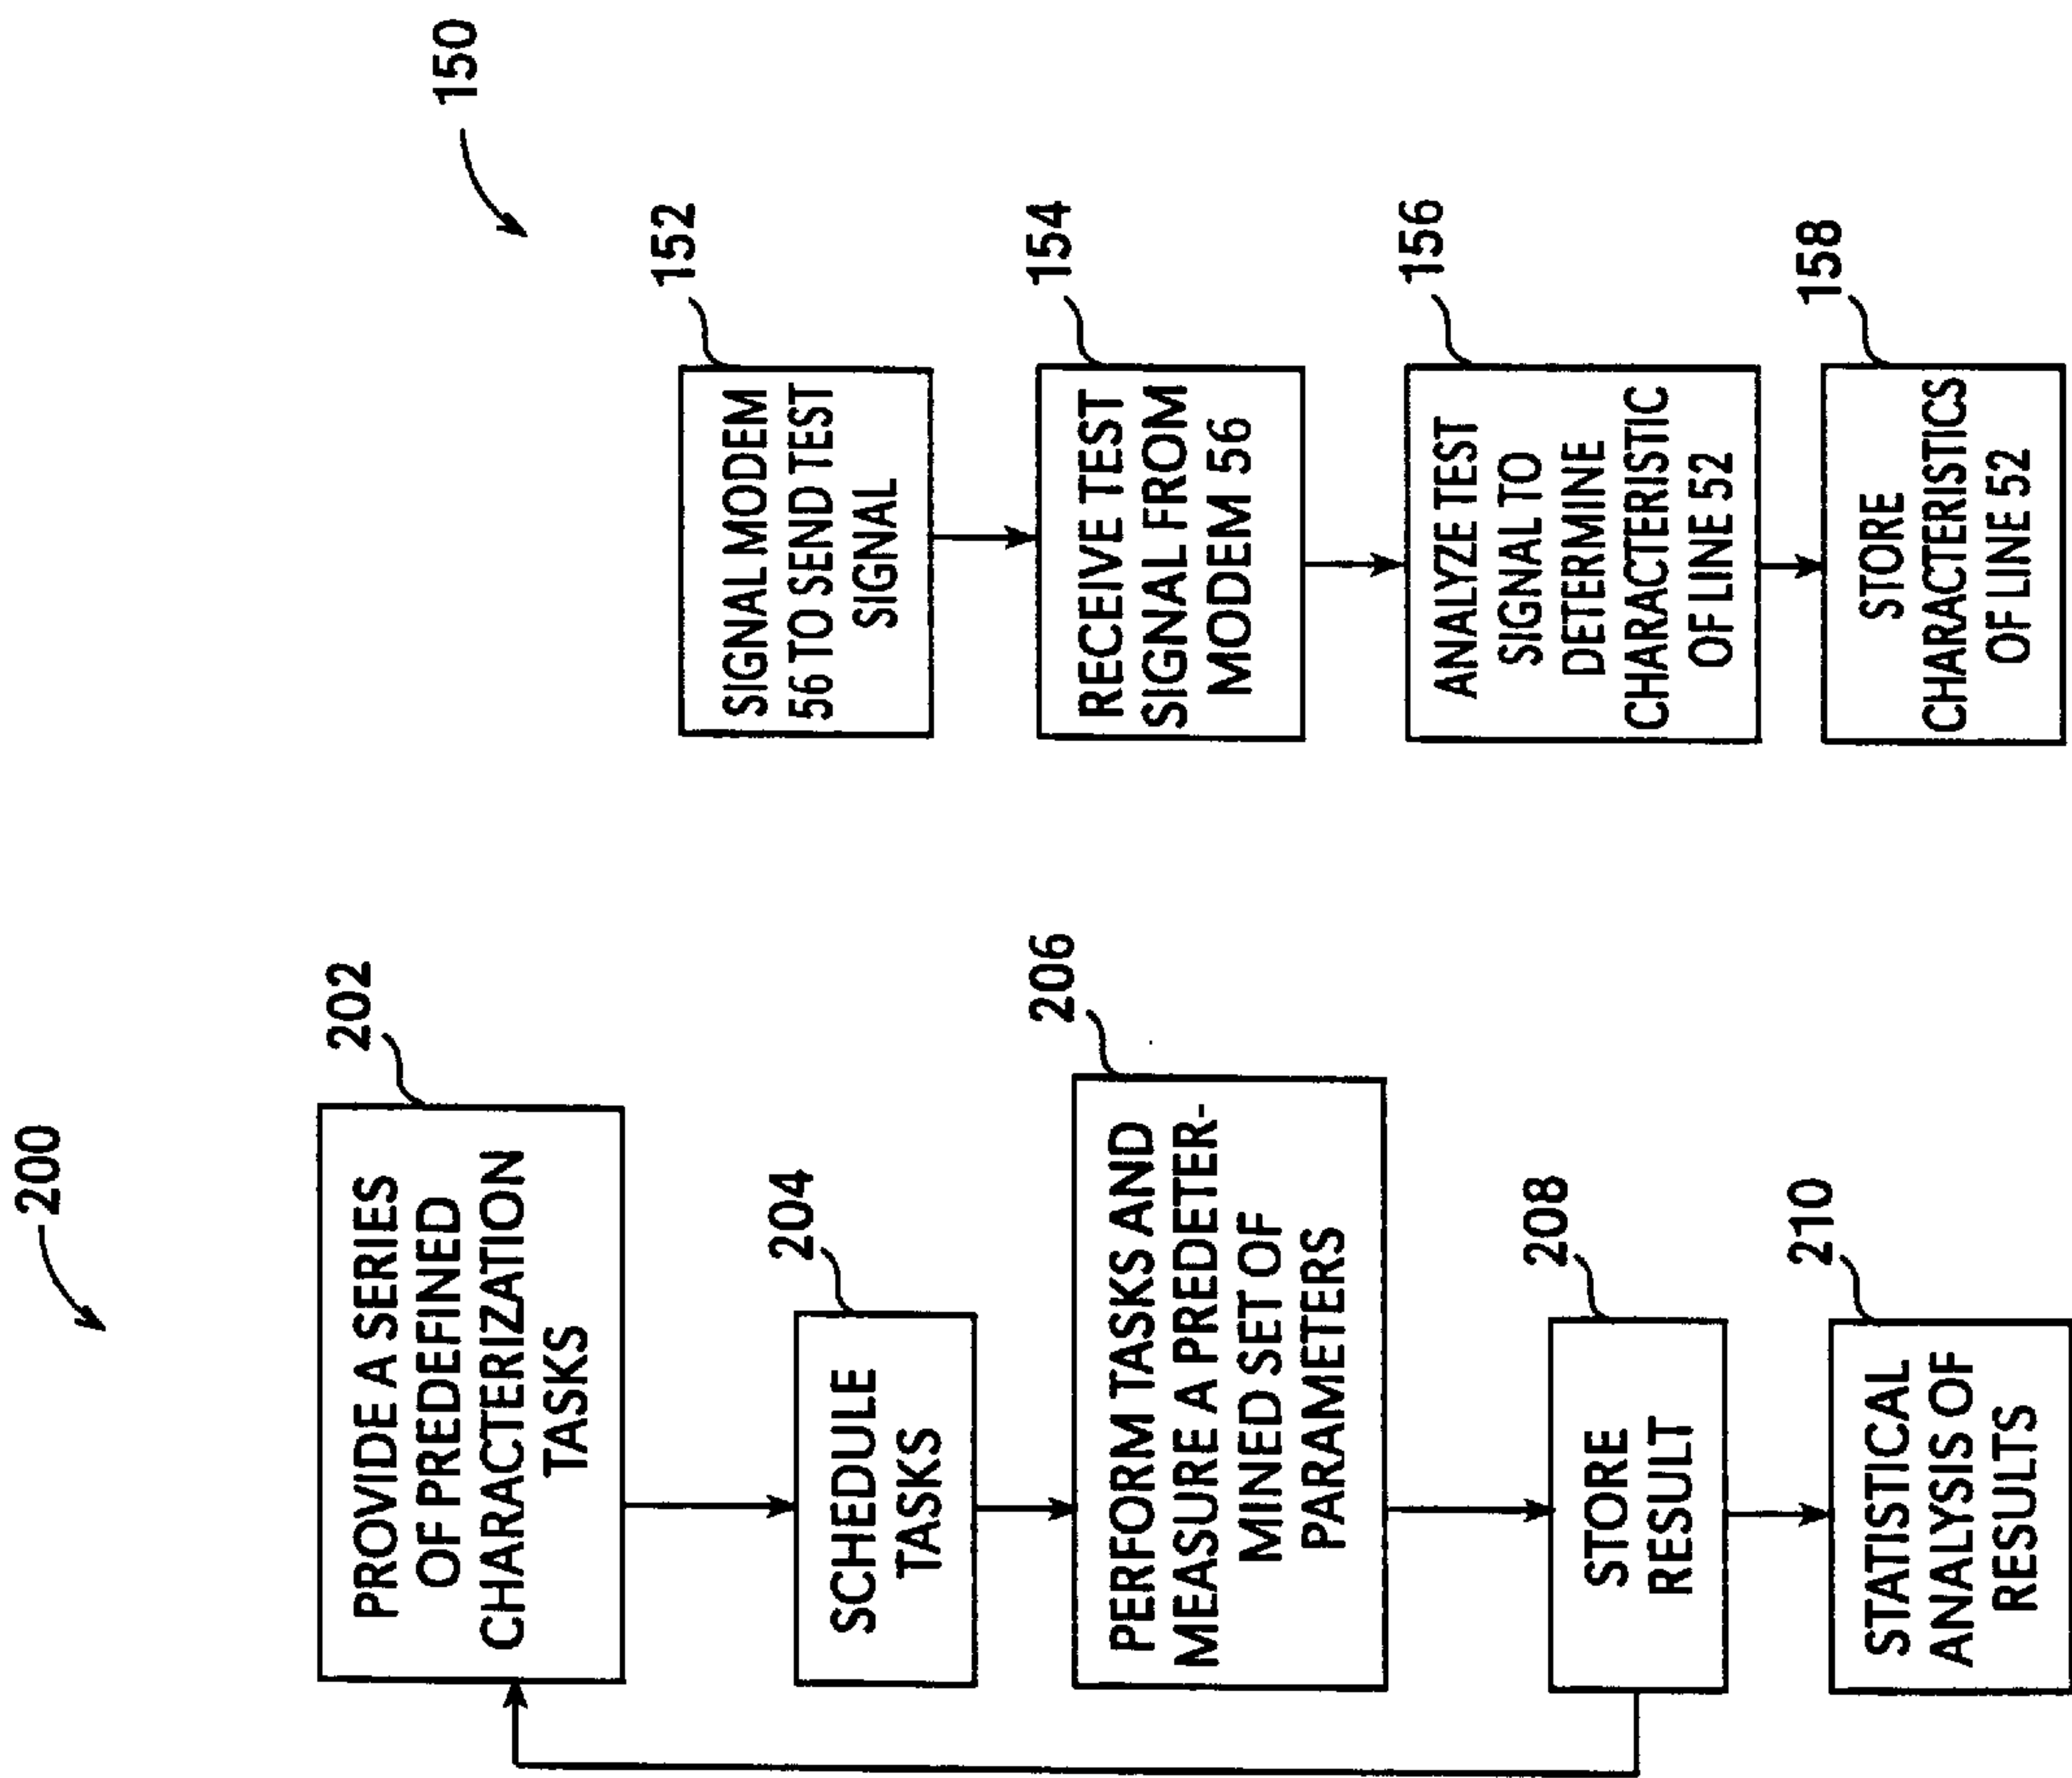 200
202
PROVIDE A SERIES
OF PREDEFINED
CHARACTERIZATION
TASKS
204
SCHEDULE
TASKS
206
PERFORM TASKS AND
MEASURE A PREDETER-
MINED SET OF
PARAMETERS
208
STORE
RESULT
210
STATISTICAL
ANALYSIS OF
RESULTS
150
152
SIGNAL MODEM
56 TO SEND TEST
SIGNAL
154
RECEIVE TEST
SIGNAL FROM
MODEM 56
156
ANALYZE TEST
SIGNAL TO
DETERMINE
CHARACTERISTIC
OF LINE 52
158
STORE
CHARACTERISTICS
OF LINE 52